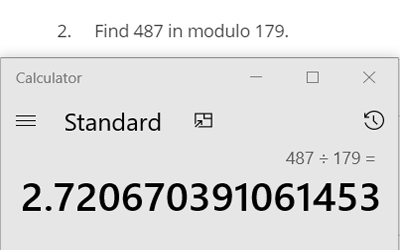 2. Find 487 in modulo 179.
Calculator
Standard
487 ÷ 179 =
2.720670391061453